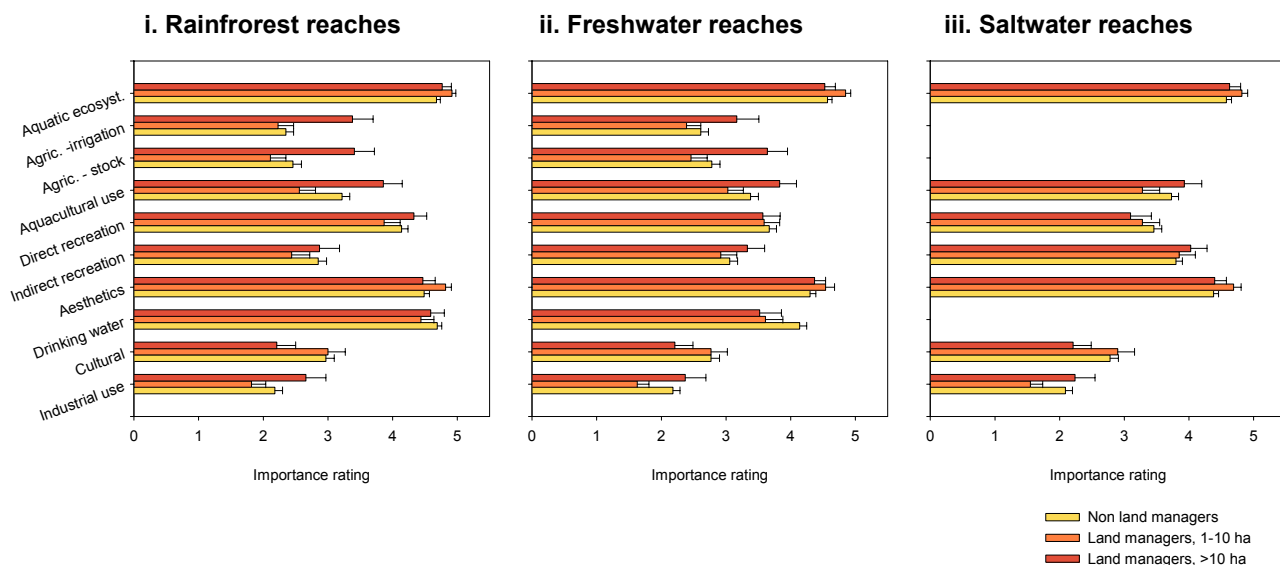 i. Rainfrorest reaches
ii. Freshwater reaches
iii. Saltwater reaches
Aquatic ecosyst.
Agric. -irrigation
Agric. - stock
Aquacultural use
Direct recreation
Indirect recreation
Aesthetics
Drinking water
Cultural
Industrial use
0 1 2 3 4 5
0 1 2 3 4 5
0 1 2 3 4 5
Importance rating
Importance rating
Importance rating
Non land managers
Land managers, 1-10 ha
Land managers, >10 ha